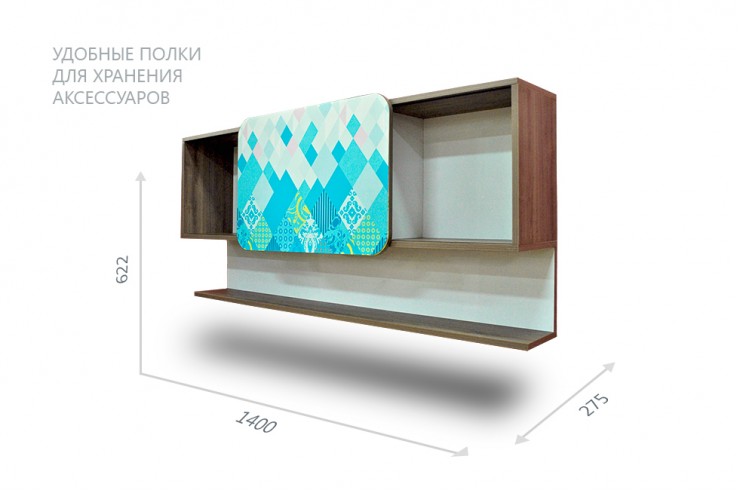 УДОБНЫЕ ПОЛКИ
ДЛЯ ХРАНЕНИЯ
АКСЕССУАРОВ
622
1400
275